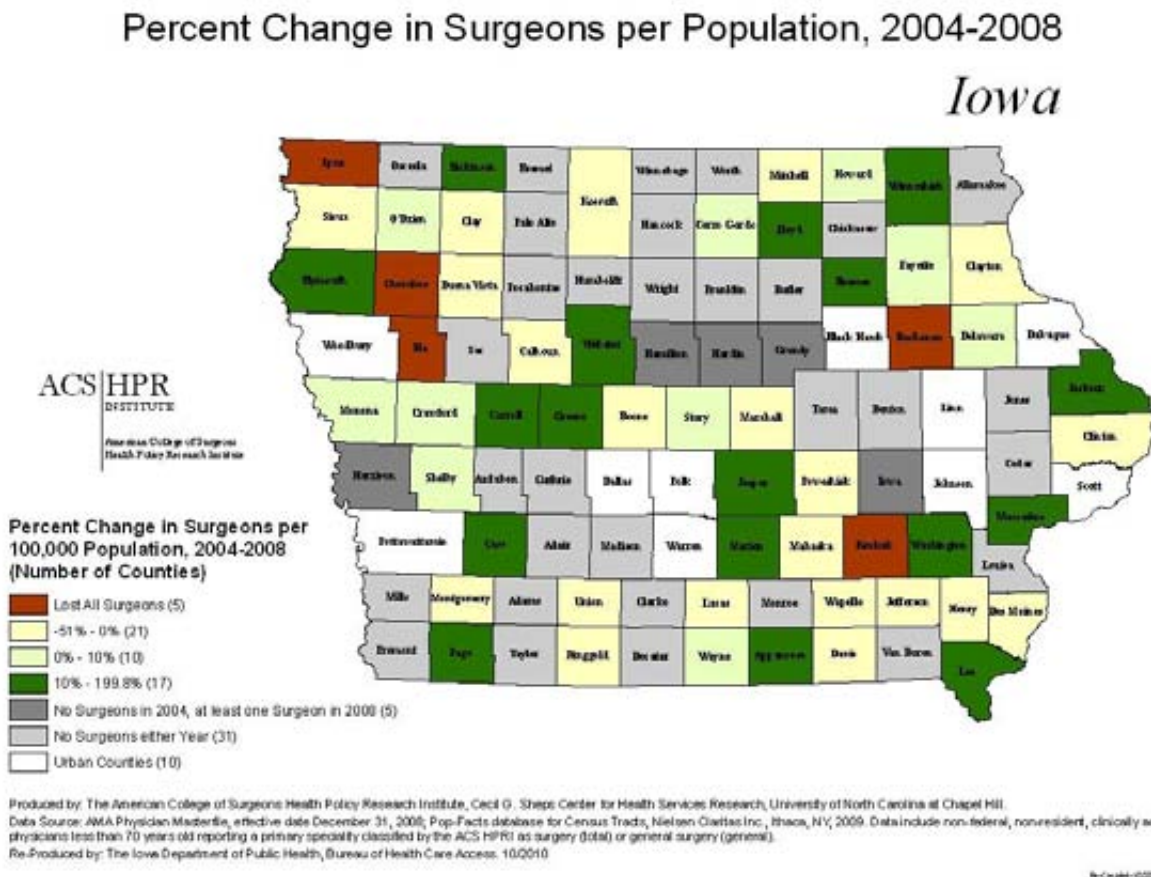 Percent Change in Surgeons per Population, 2004-2008
Iowa
Lyon Osceola Dickinson Emmet Kossuth Winnebago Worth Mitchell Howard Winneshiek Allamakee
Sioux O'Brien Clay Palo Alto Hancock Cerro Gordo Floyd Chickasaw
Fayette Clayton
Plymouth Cherokee Buena Vista Pocahontas Humboldt Wright Franklin Butler Bremer
Woodbury Ida Sac Calhoun Webster Hamilton Hardin Grundy Black Hawk Buchanan Delaware Dubuque
ACS HPR
INSTITUTE
American College of Surgeons
Health Policy Research Institute
Monona Crawford Carroll Greene Boone Story Marshall Tama Benton Linn Jones Jackson
Clinton
Harrison Shelby Audubon Guthrie Dallas Polk Jasper Poweshiek Iowa Johnson Cedar Scott
Muscatine
Pottawattamie Cass Adair Madison Warren Marion Mahaska Keokuk Washington
Louisa
Mills Montgomery Adams Union Clarke Lucas Monroe Wapello Jefferson Henry Des Moines
Fremont Page Taylor Ringgold Decatur Wayne Appanoose Davis Van Buren Lee
Percent Change in Surgeons per
100,000 Population, 2004-2008
(Number of Counties)
Lost All Surgeons (5)
-51% - 0% (21)
0% - 10% (10)
10% - 199.8% (17)
No Surgeons in 2004, at least one Surgeon in 2008 (5)
No Surgeons either Year (31)
Urban Counties (10)
Produced by: The American College of Surgeons Health Policy Research Institute, Cecil G. Sheps Center for Health Services Research, University of North Carolina at Chapel Hill.
Data Source: AMA Physician Masterfile, effective date December 31, 2008; Pop-Facts database for Census Tracts, Nielsen Claritas Inc., Ithaca, NY, 2009. Data include non-federal, nonresident, clinically
physicians less than 70 years old reporting a primary specialty classified by the ACS HPRI as surgery (total) or general surgery (general).
Re-Produced by: The Iowa Department of Public Health, Bureau of Health Care Access. 10/2010